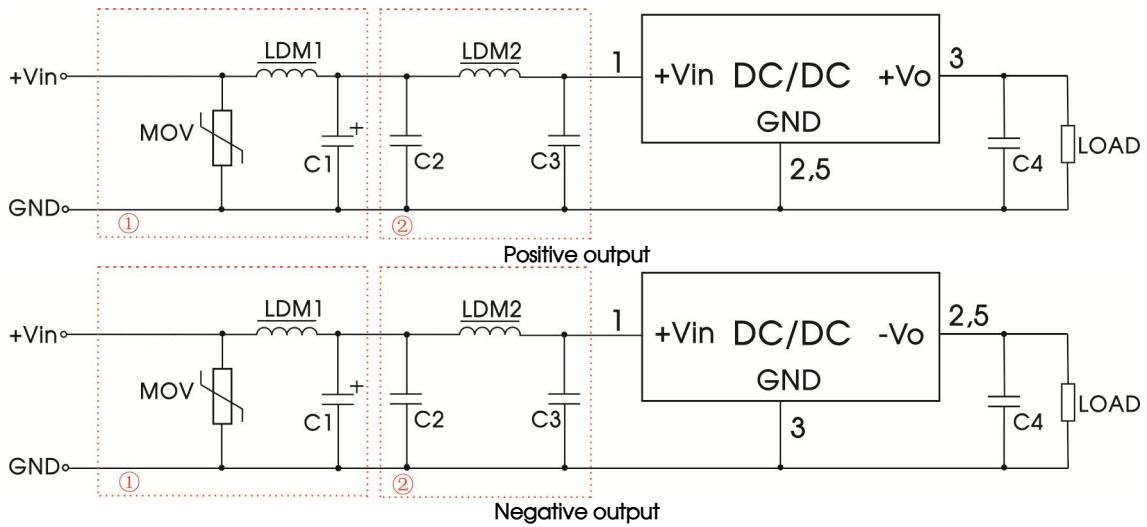 LDM1
LDM2
+Vin
1
+Vin
DC/DC
+Vo
3
GND
MOV
+
C1
C2
C3
2,5
C4
LOAD
GND
①
②
Positive output
LDM1
LDM2
+Vin
1
+Vin
DC/DC
-Vo
2,5
GND
MOV
+
C1
C2
C3
3
C4
LOAD
GND
①
②
Negative output